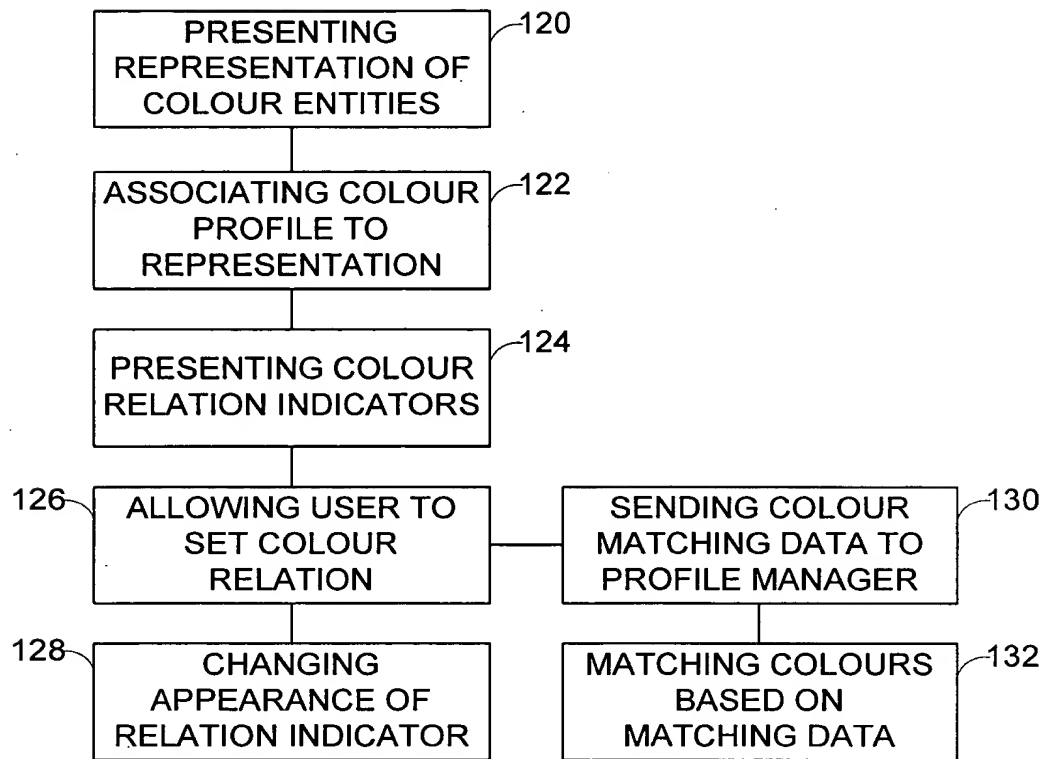 PRESENTING
REPRESENTATION OF
COLOUR ENTITIES
120
ASSOCIATING COLOUR
PROFILE TO
REPRESENTATION
122
PRESENTING COLOUR
RELATION INDICATORS
124
126
ALLOWING USER TO
SET COLOUR
RELATION
SENDING COLOUR
MATCHING DATA TO
PROFILE MANAGER
130
128
CHANGING
APPEARANCE OF
RELATION INDICATOR
MATCHING COLOURS
BASED ON
MATCHING DATA
132